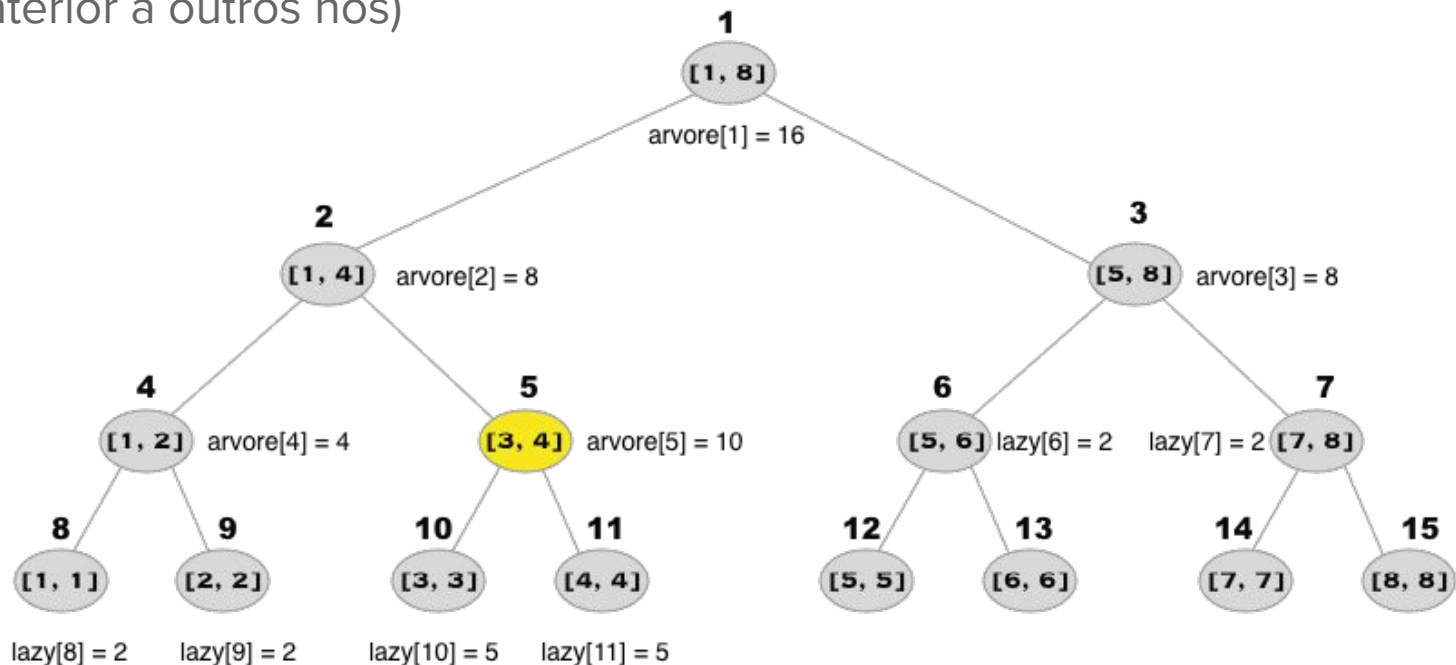 nterior a outros nós)
1
[1, 8]
arvore[1] = 16
2
3
[1, 4] arvore[2] = 8
[5, 8] arvore[3] = 8
4
5
6
7
[1, 2] arvore[4] = 4
[3, 4] arvore[5] = 10
[5, 6] lazy[6] = 2
lazy[7] = 2 [7, 8]
8
9
10
11
12
13
14
15
[1, 1]
[2, 2]
[3, 3]
[4, 4]
[5, 5]
[6, 6]
[7, 7]
[8, 8]
lazy[8] = 2
lazy[9] = 2
lazy[10] = 5
lazy[11] = 5